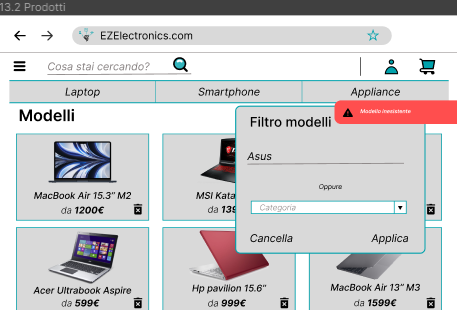 13.2 Prodotti
EZElectronics.com
Cosa stai cercando?
Laptop Smartphone Appliance
Modelli
Filtro modelli
Modello inesistente
Asus
Oppure
Categoria
Cancella Applica
MacBook Air 15.3” M2
da 1200€
MSI Kata
da 139
Acer Ultrabook Aspire
da 599€
Hp pavilion 15.6”
da 999€
MacBook Air 13” M3
da 1599€